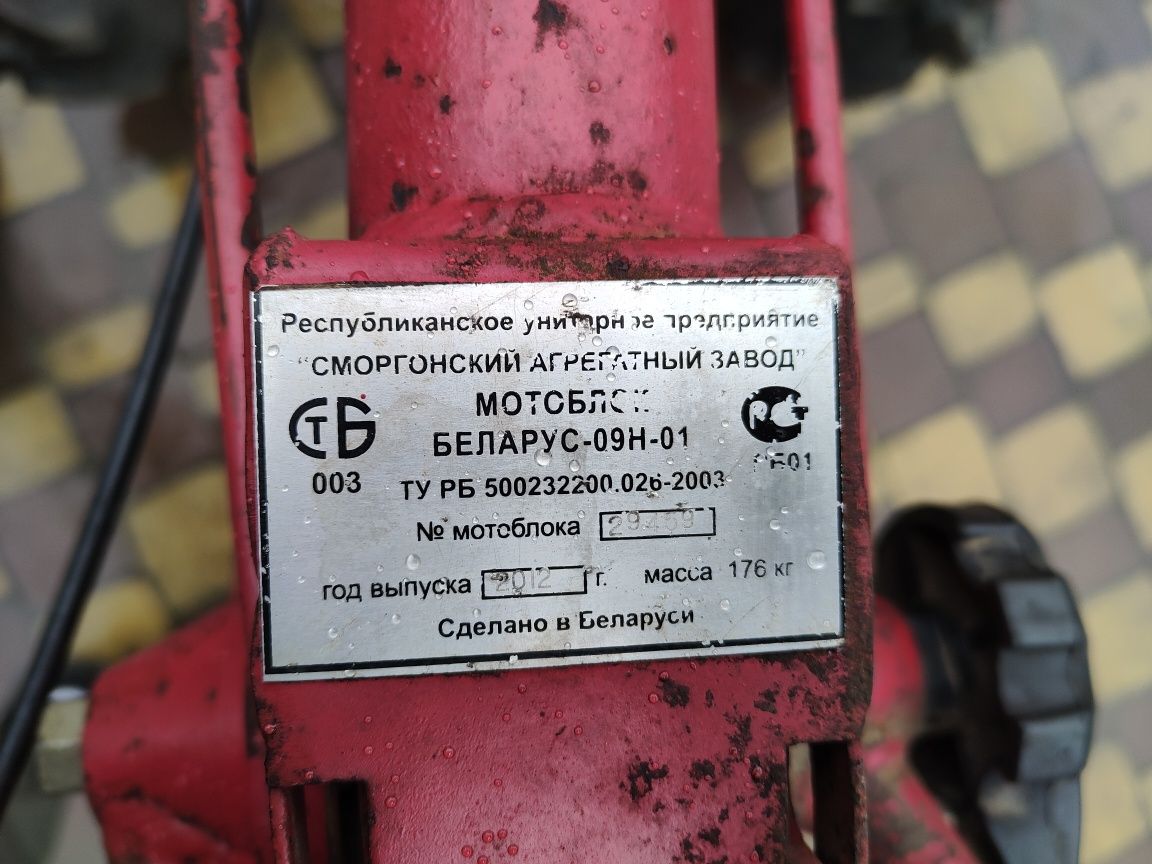 Республиканское унитарное предприятие
"СМОРГОНСКИЙ АГРЕГАТНЫЙ ЗАВОД"
МОТОБЛОК
БЕЛАРУС-09Н-01
СТБ
003
РСТ
ТУ РБ 500232200.026-2003
№ мотоблока 29459
год выпуска 2012 г. масса 176 кг
Сделано в Беларуси